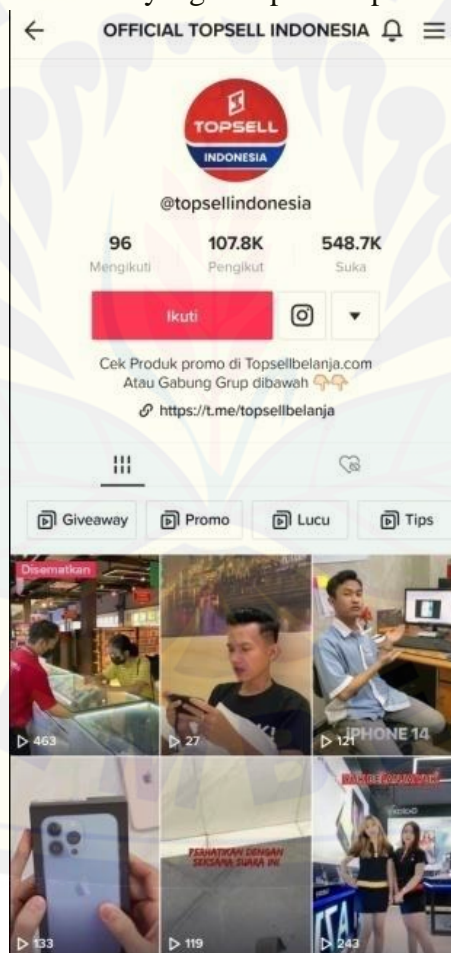 OFFICIAL TOPSELL INDONESIA
TOPSELL
INDONESIA
@topsellindonesia
96 107.8K 548.7K
Mengikuti Pengikut Suka
Ikuti
Cek Produk promo di Topsellbelanja.com
Atau Gabung Grup dibawah 👇🏻👇🏻
https://t.me/topsellbelanja
Giveaway Promo Lucu Tips
Disematkan
463 27 121
IPHONE 14
PERHATIKAN DENGAN
SEKSAMA SUARA INI
133 119 243